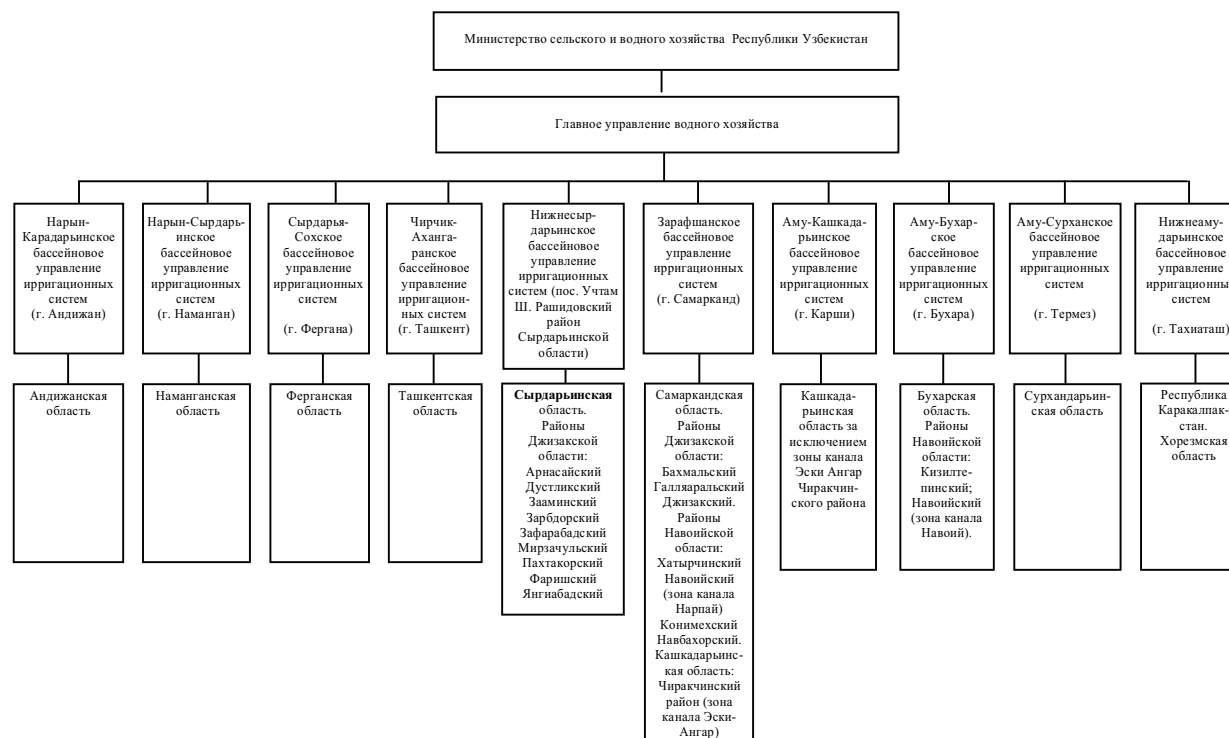 Министерство сельского и водного хозяйства Республики Узбекистан
Главное управление водного хозяйства
Нарын-
Карадарьинское
бассейновое
управление
ирригационных
систем
(г. Андижан)
Нарын-Сырдарь-
инское
бассейновое
управление
ирригационных
систем
(г. Наманган)
Сырдарья-
Сохское
бассейновое
управление
ирригационных
систем
(г. Фергана)
Чирчик-
Ахангa-
ранское
бассейновое
управление
ирригацион-
ных систем
(г. Ташкент)
Нижнесыр-
дарьинское
бассейновое
управление
ирригационных
систем (пос. Учтам
Ш. Рашидовский
район
Сырдарьинской
области)
Зарафшанское
бассейновое
управление
ирригационных
систем
(г. Самарканд)
Аму-Кашкада-
рьинское
бассейновое
управление
ирригационных
систем
(г. Карши)
Аму-Бухар-
ское
бассейновое
управление
ирригационных
систем
(г. Бухара)
Аму-Сурханское
бассейновое
управление
ирригационных
систем
(г. Термез)
Нижнеаму-
дарьинское
бассейновое
управление
ирригационных
систем
(г. Тахиаташ)
Андижанская
область
Наманганская
область
Ферганская
область
Ташкентская
область
Сырдарьинская
область.
Районы
Джизакской
области:
Арнасайский
Дустликский
Зааминский
Зарбдорский
Зафарабадский
Мирзачульский
Пахтакорский
Фаришский
Янгиабадский
Самаркандская
область.
Районы
Джизакской
области:
Бахмальский
Галляаральский
Джизакский.
Районы
Навоийской
области:
Хатырчинский
Навоийский
(зона канала
Нарпай)
Конимехский
Навбахорский.
Кашкадарьинс-
кая область:
Чиракчинский
район (зона
канала Эски-
Ангар)
Кашкада-
рьинская
область за
исключением
зоны канала
Эски Ангар
Чиракчин-
ского района
Бухарская
область.
Районы
Навоийской
области:
Кизилте-
пинский;
Навоийский
(зона канала
Навоий).
Сурхандарьин-
ская область
Республика
Каракалпак-
стан.
Хорезмская
область